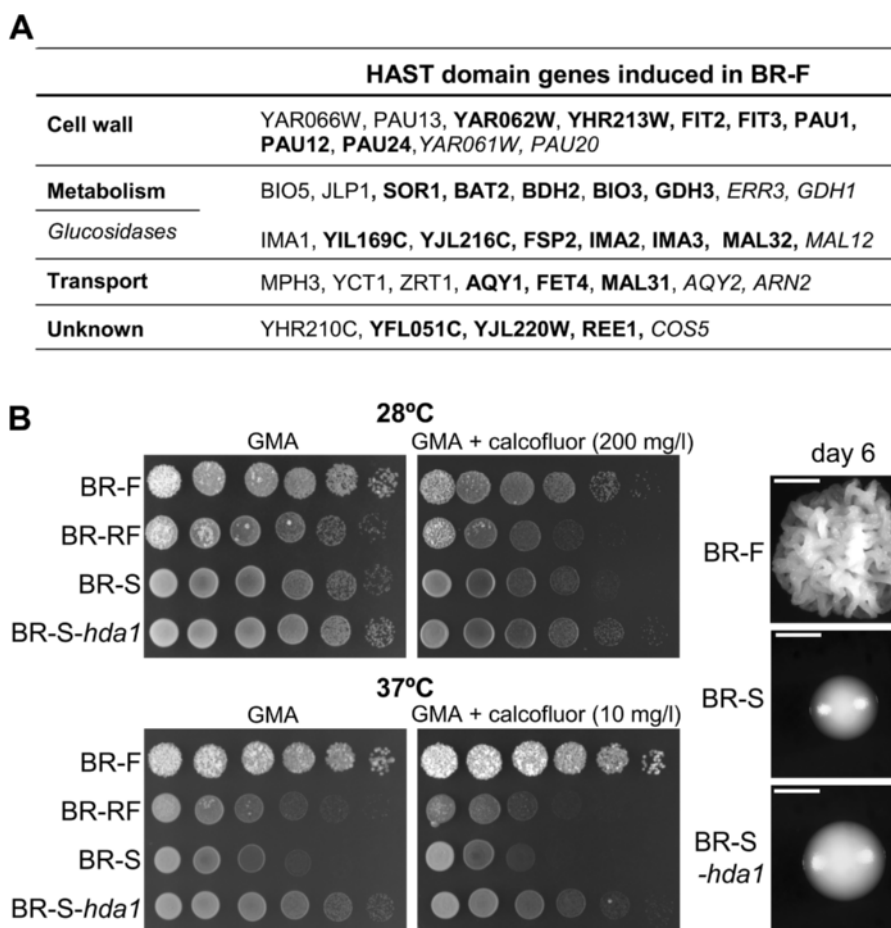 A
HAST domain genes induced in BR-F
Cell wall
YAR066W, PAU13, YAR062W, YHR213W, FIT2, FIT3, PAU1,
PAU12, PAU24,YAR061W, PAU20
Metabolism
BIO5, JLP1, SOR1, BAT2, BDH2, BIO3, GDH3, ERR3, GDH1
Glucosidases
IMA1, YIL169C, YJL216C, FSP2, IMA2, IMA3, MAL32, MAL12
Transport
MPH3, YCT1, ZRT1, AQY1, FET4, MAL31, AQY2, ARN2
Unknown
YHR210C, YFL051C, YJL220W, REE1, COS5
B
28ºC
GMA
GMA + calcofluor (200 mg/l)
BR-F
BR-RF
BR-S
BR-S-hda1
37ºC
GMA
GMA + calcofluor (10 mg/l)
BR-F
BR-RF
BR-S
BR-S-hda1
day 6
BR-F
BR-S
BR-S
-hda1